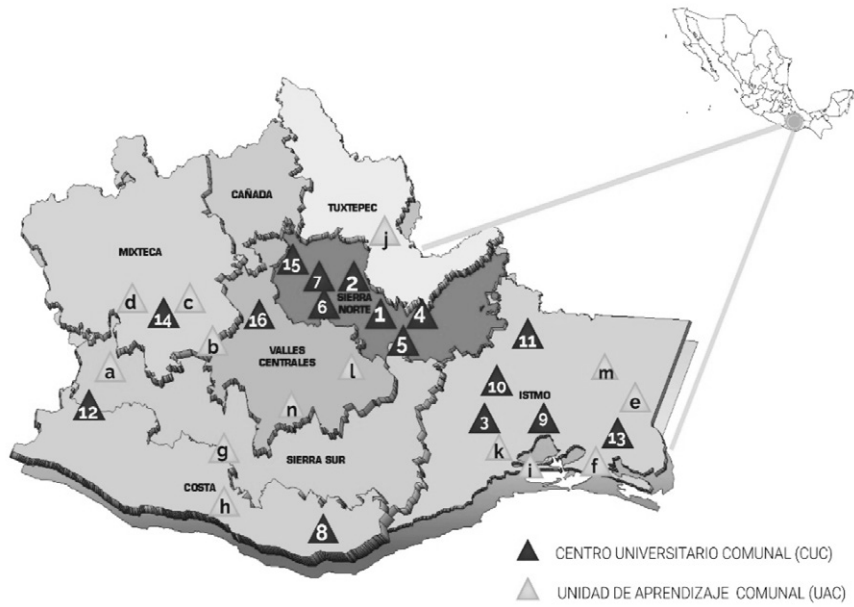 CAÑADA
TUXTEPEC
j
MIXTECA
15
7
2
SIERRA
NORTE
d
14
c
6
16
1
4
b
5
11
VALLES
CENTRALES
a
l
m
10
ISTMO
e
12
n
3
9
13
g
SIERRA SUR
k
i
f
COSTA
h
8
CENTRO UNIVERSITARIO COMUNAL (CUC)
UNIDAD DE APRENDIZAJE COMUNAL (UAC)